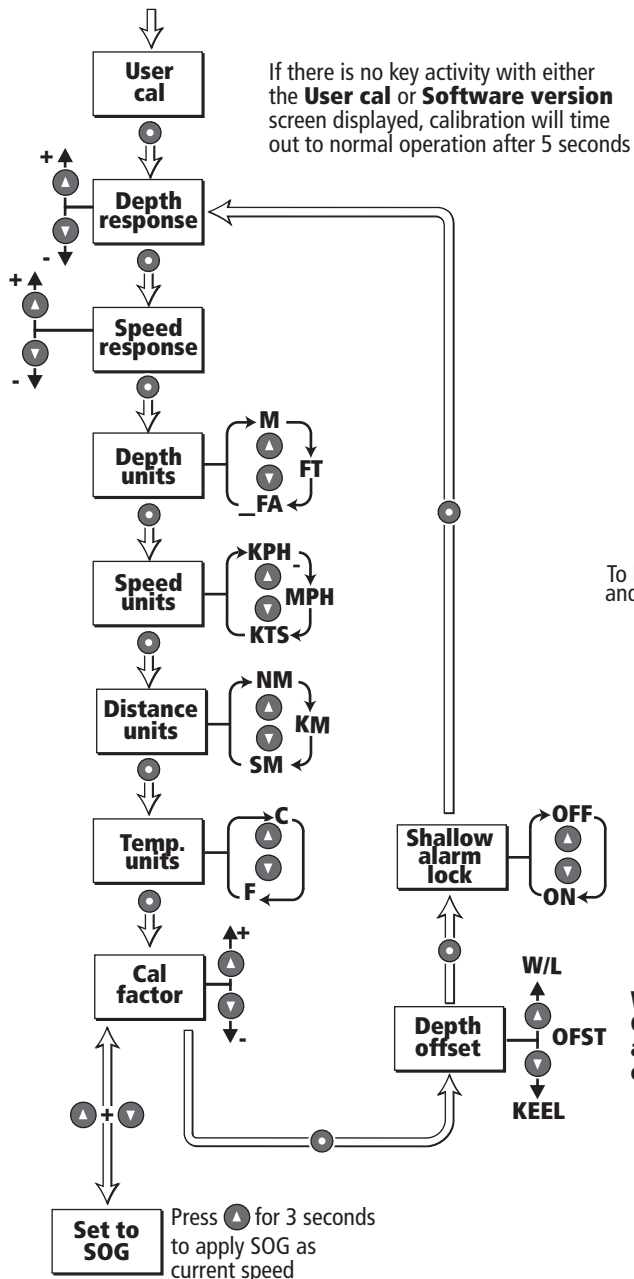 User
cal
If there is no key activity with either
the User cal or Software version
screen displayed, calibration will time
out to normal operation after 5 seconds
+
-
Depth
response
+
-
Speed
response
Depth
units
M
FT
_FA
Speed
units
KPH
-
MPH
KTS
To
and
Distance
units
NM
KM
SM
Temp.
units
C
F
Shallow
alarm
lock
OFF
ON
Cal
factor
+
-
Depth
offset
W/L
OFST
KEEL
+
Set to
SOG
Press for 3 seconds
to apply SOG as
current speed